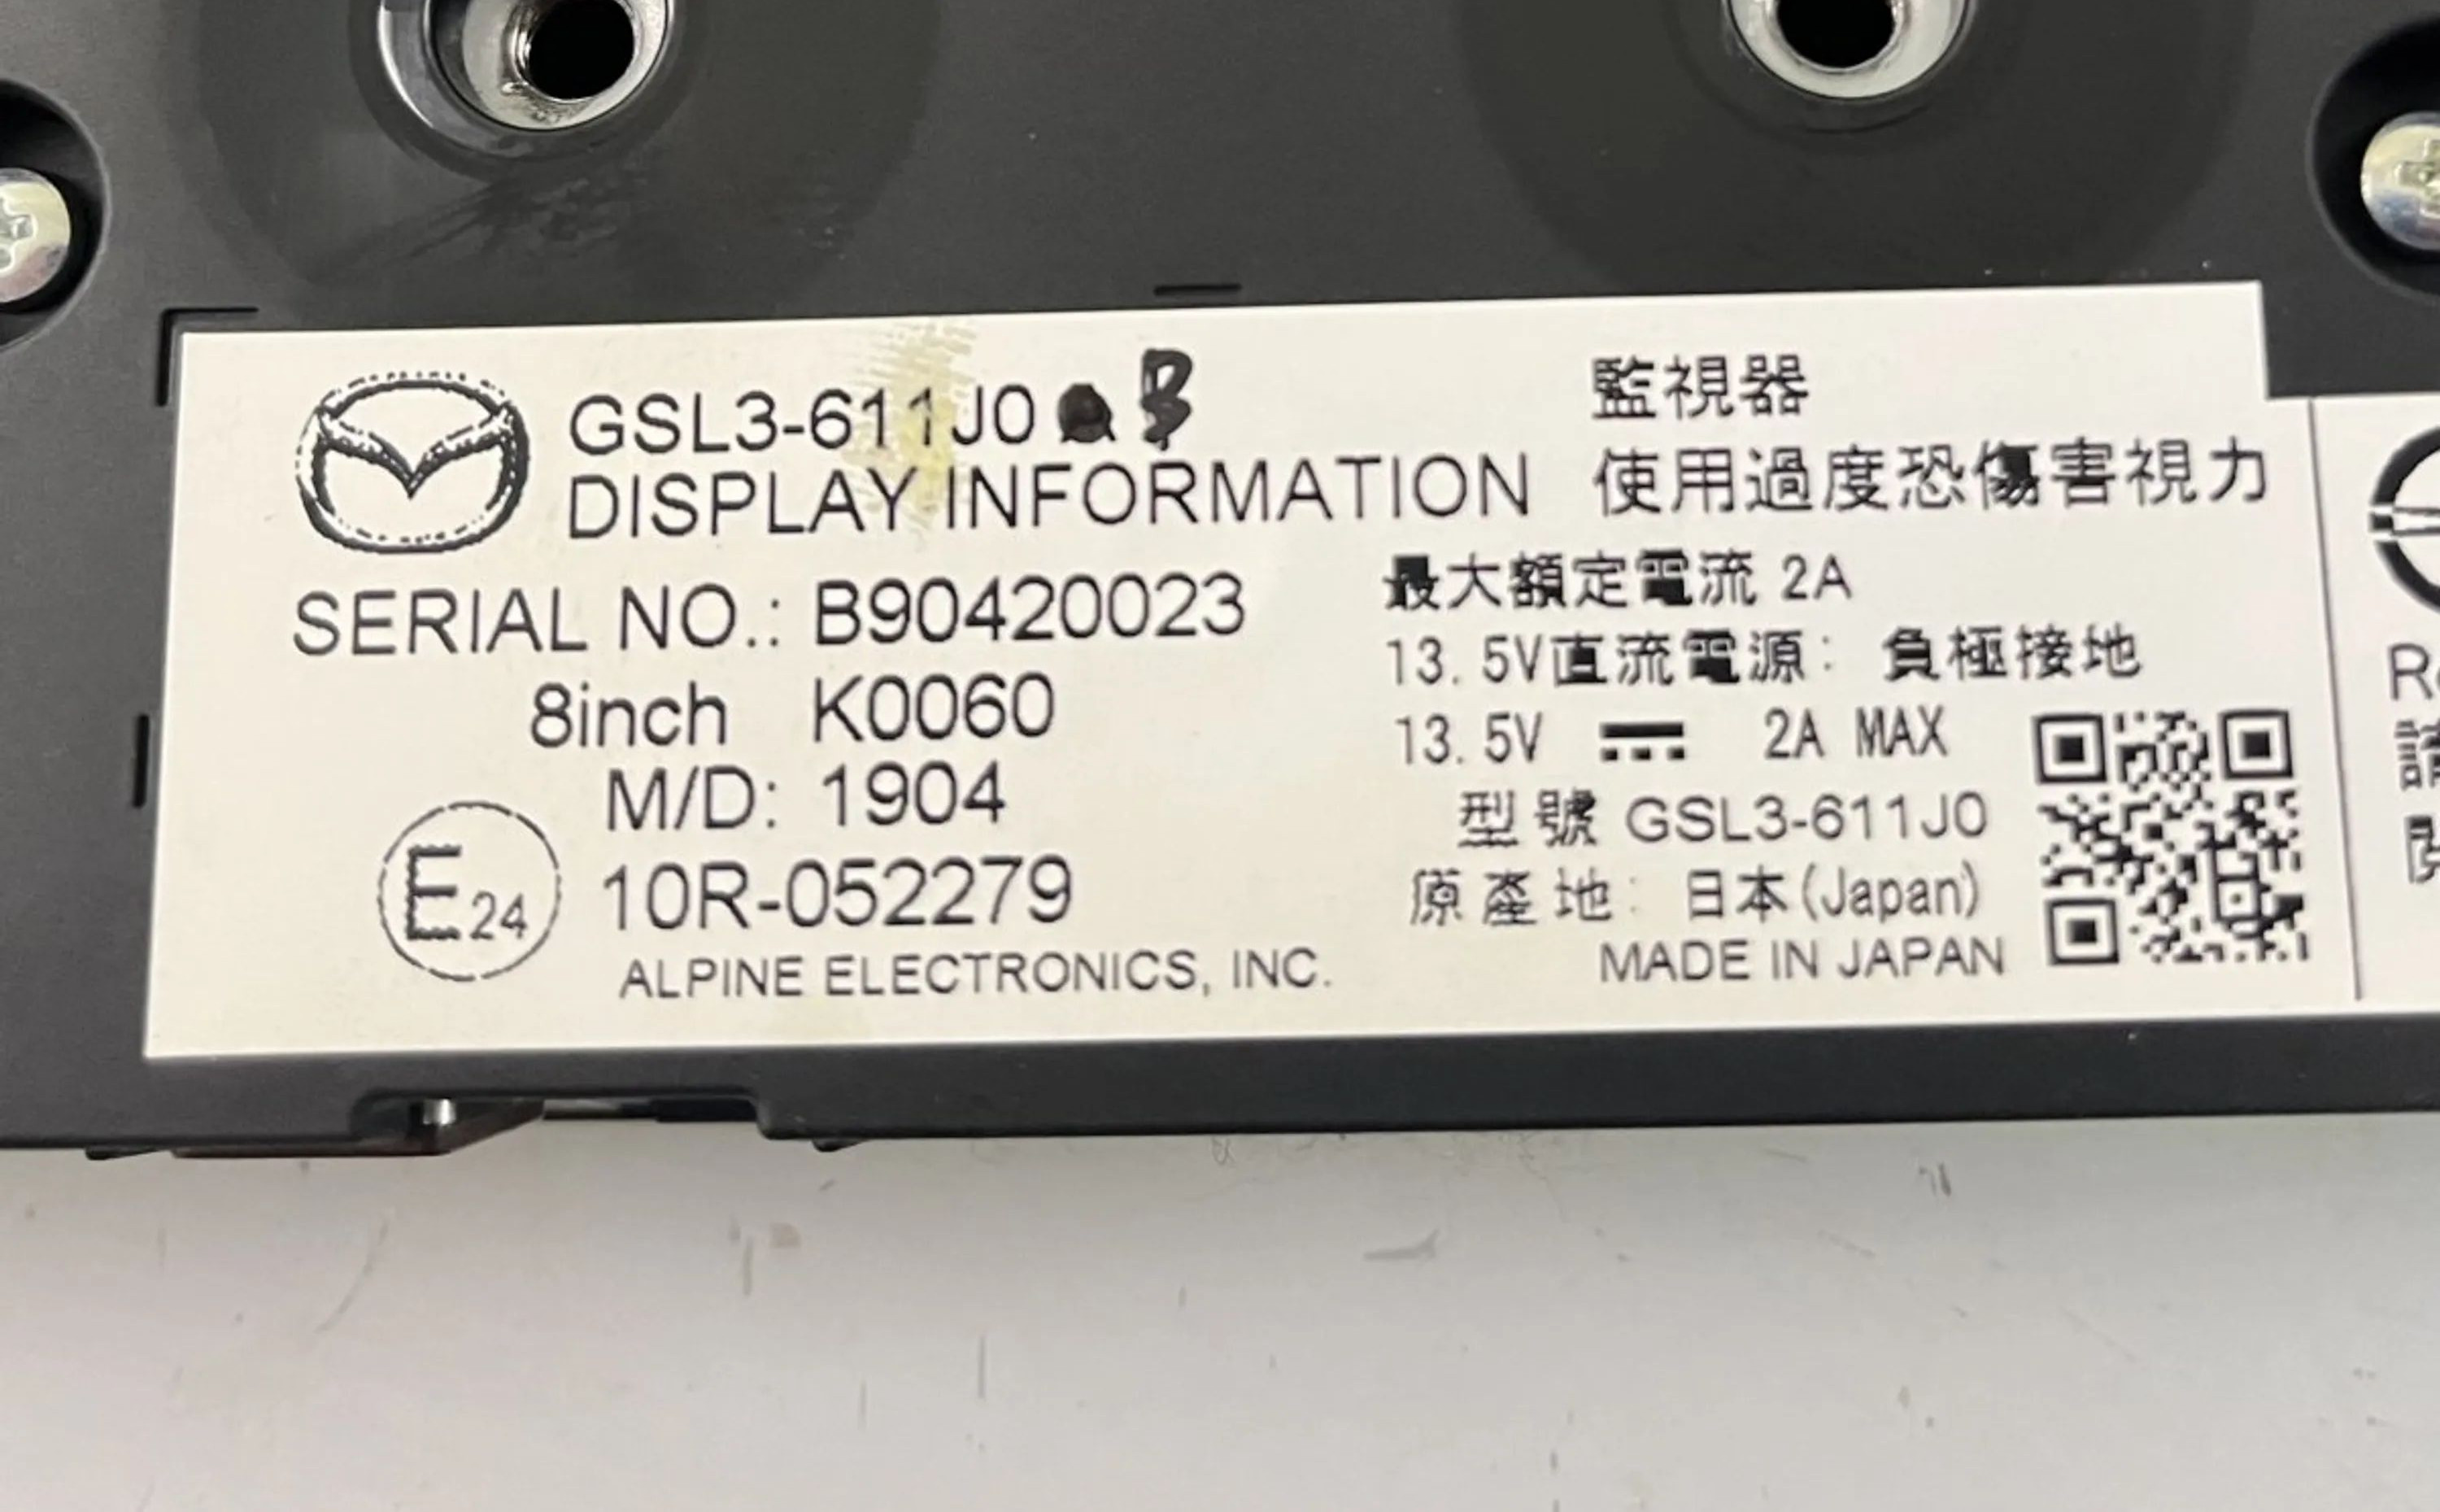 GSL3-611J0 B
DISPLAY INFORMATION
SERIAL NO.: B90420023
8inch K0060
M/D: 1904
E24 10R-052279
ALPINE ELECTRONICS, INC.
監視器
使用過度恐傷害視力
最大額定電流 2A
13.5V直流電源: 負極接地
13.5V ⎓ 2A MAX
型號 GSL3-611J0
原產地: 日本(Japan)
MADE IN JAPAN